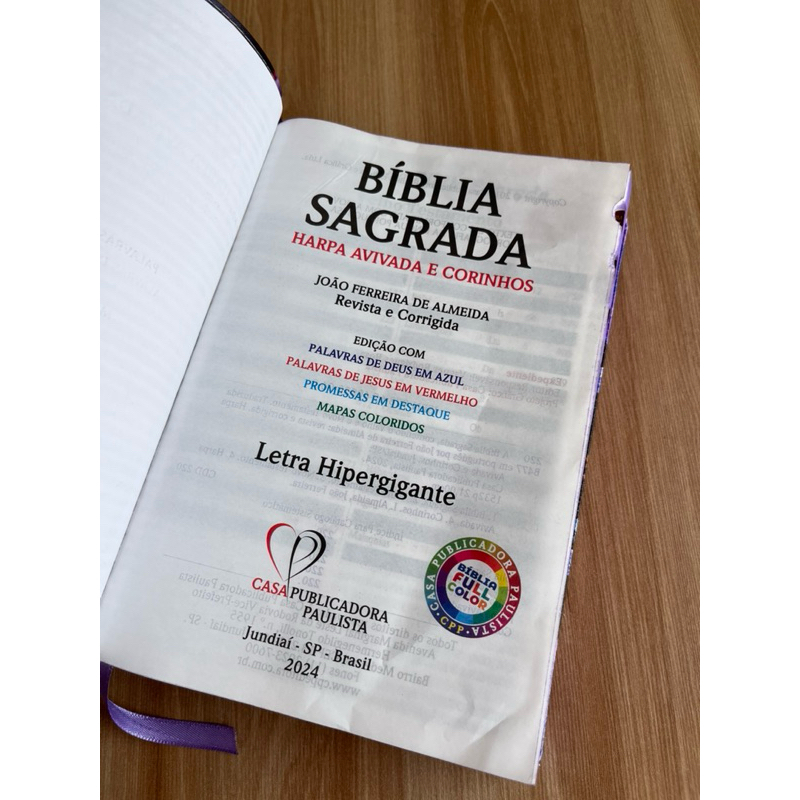 BÍBLIA
SAGRADA
HARPA AVIVADA E CORINHOS
JOÃO FERREIRA DE ALMEIDA
Revista e Corrigida
EDIÇÃO COM
PALAVRAS DE DEUS EM AZUL
PALAVRAS DE JESUS EM VERMELHO
PROMESSAS EM DESTAQUE
MAPAS COLORIDOS
Letra Hipergigante
CASA PUBLICADORA
PAULISTA
Jundiaí - SP - Brasil
2024
CASA PUBLICADORA PAULISTA
· CPP ·
BÍBLIA
FULL
COLOR